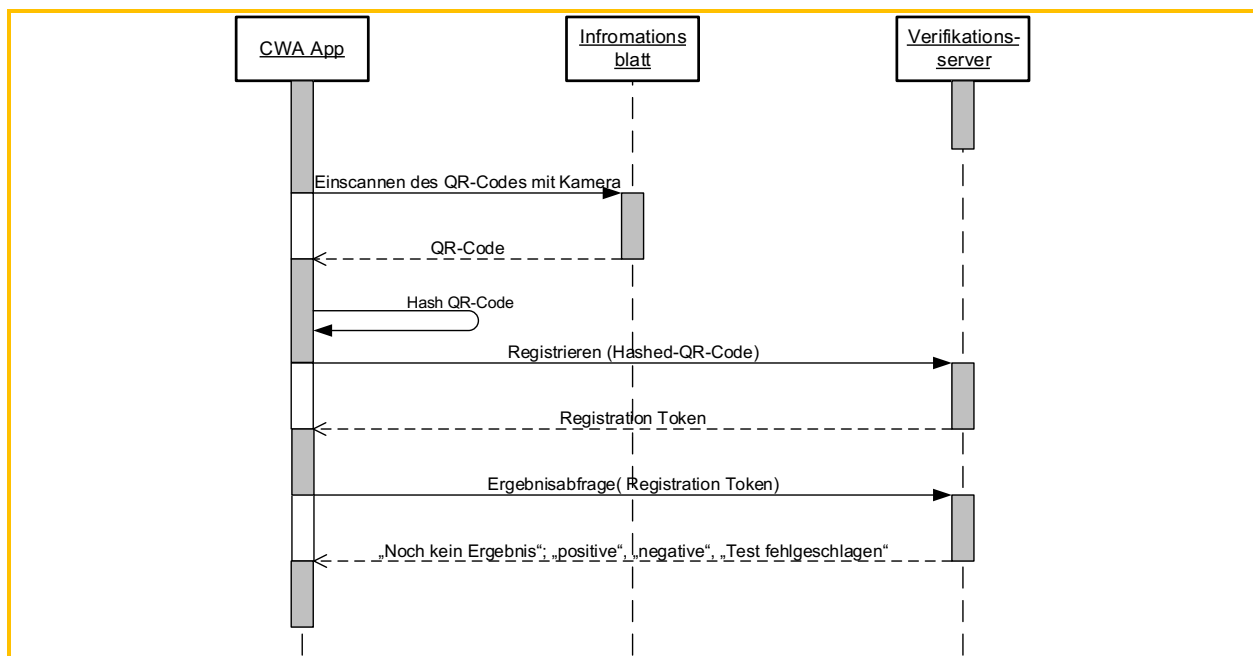 CWA App
Infromations
blatt
Verifikations-
server
Einscannen des QR-Codes mit Kamera
QR-Code
Hash QR-Code
Registrieren (Hashed-QR-Code)
Registration Token
Ergebnisabfrage( Registration Token)
„Noch kein Ergebnis“; „positive“, „negative“, „Test fehlgeschlagen“